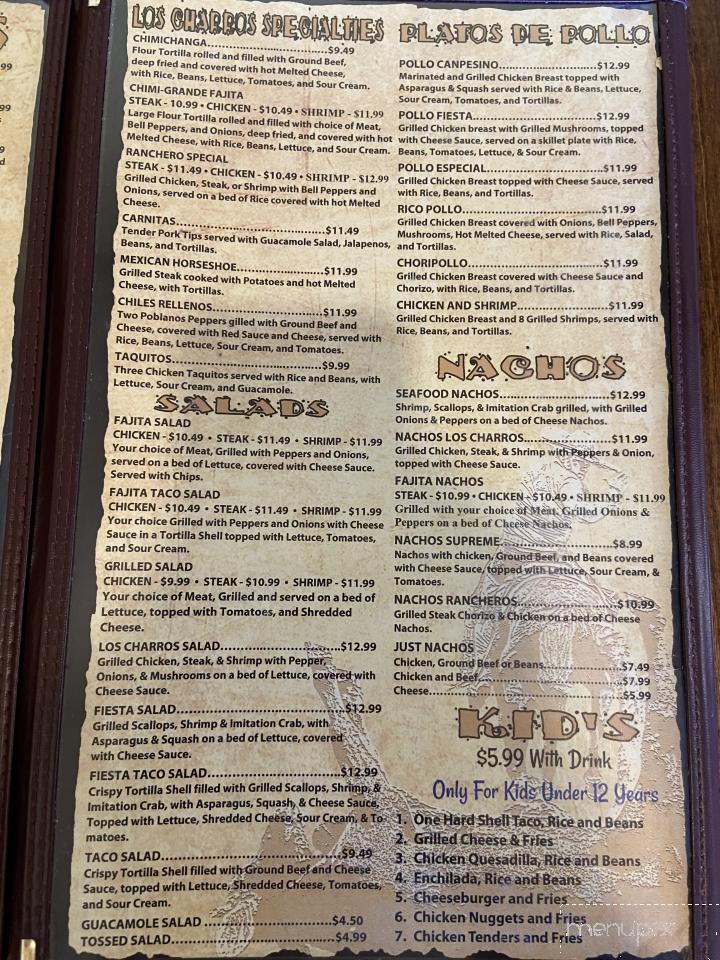 LOS CHARROS SPECIALTIES
CHIMICHANGA...........................$9.49
Flour Tortilla rolled and filled with Ground Beef,
deep fried and covered with hot Melted Cheese,
with Rice, Beans, Lettuce, Tomatoes, and Sour Cream.
CHIMI-GRANDE FAJITA
STEAK - 10.99 • CHICKEN - $10.49 • SHRIMP - $11.99
Large Flour Tortilla rolled and filled with choice of Meat,
Bell Peppers, and Onions, deep fried, and covered with hot
Melted Cheese, with Rice, Beans, Lettuce, and Sour Cream.
RANCHERO SPECIAL
STEAK - $11.49 • CHICKEN - $10.49 • SHRIMP - $12.99
Grilled Chicken, Steak, or Shrimp with Bell Peppers and
Onions, served on a bed of Rice covered with hot Melted
Cheese.
CARNITAS.................................$11.49
Tender Pork Tips served with Guacamole Salad, Jalapenos,
Beans, and Tortillas.
MEXICAN HORSESHOE......................$11.99
Grilled Steak cooked with Potatoes and hot Melted
Cheese, with Tortillas.
CHILES RELLENOS..........................$11.99
Two Poblanos Peppers gilled with Ground Beef and
Cheese, covered with Red Sauce and Cheese, served with
Rice, Beans, Lettuce, Sour Cream, and Tomatoes.
TAQUITOS.................................$9.99
Three Chicken Taquitos served with Rice and Beans, with
Lettuce, Sour Cream, and Guacamole.
SALADS
FAJITA SALAD
CHICKEN - $10.49 • STEAK - $11.49 • SHRIMP - $11.99
Your choice of Meat, Grilled with Peppers and Onions,
served on a bed of Lettuce, covered with Cheese Sauce.
Served with Chips.
FAJITA TACO SALAD
CHICKEN - $10.49 • STEAK - $11.49 • SHRIMP - $11.99
Your choice Grilled with Peppers and Onions with Cheese
Sauce in a Tortilla Shell topped with Lettuce, Tomatoes,
and Sour Cream.
GRILLED SALAD
CHICKEN - $9.99 • STEAK - $10.99 • SHRIMP - $11.99
Your choice of Meat, Grilled and served on a bed of
Lettuce, topped with Tomatoes, and Shredded
Cheese.
LOS CHARROS SALAD........................$12.99
Grilled Chicken, Steak, & Shrimp with Pepper,
Onions, & Mushrooms on a bed of Lettuce, covered with
Cheese Sauce.
FIESTA SALAD.................................$12.99
Grilled Scallops, Shrimp & Imitation Crab, with
Asparagus & Squash on a bed of Lettuce, covered
with Cheese Sauce.
FIESTA TACO SALAD..........................$12.99
Crispy Tortilla Shell filled with Grilled Scallops, Shrimp, &
Imitation Crab, with Asparagus, Squash, & Cheese Sauce,
Topped with Lettuce, Shredded Cheese, Sour Cream, & To-
matoes.
TACO SALAD.................................$9.49
Crispy Tortilla Shell filled with Ground Beef and Cheese
Sauce, topped with Lettuce, Shredded Cheese, Tomatoes,
and Sour Cream.
GUACAMOLE SALAD ........................$4.50
TOSSED SALAD.................................$4.99
PLATOS DE POLLO
POLLO CANPESINO........................$12.99
Marinated and Grilled Chicken Breast topped with
Asparagus & Squash served with Rice & Beans, Lettuce,
Sour Cream, Tomatoes, and Tortillas.
POLLO FIESTA.............................$12.99
Grilled Chicken breast with Grilled Mushrooms, topped
with Cheese Sauce, served on a skillet plate with Rice,
Beans, Tomatoes, Lettuce, & Sour Cream.
POLLO ESPECIAL...........................$11.99
Grilled Chicken Breast topped with Cheese Sauce, served
with Rice, Beans, and Tortillas.
RICO POLLO.................................$11.99
Grilled Chicken Breast covered with Onions, Bell Peppers,
Mushrooms, Hot Melted Cheese, served with Rice, Salad,
and Tortillas.
CHORIPOLLO.................................$11.99
Grilled Chicken Breast covered with Cheese Sauce and
Chorizo, with Rice, Beans, and Tortillas.
CHICKEN AND SHRIMP.....................$11.99
Grilled Chicken Breast and 8 Grilled Shrimps, served with
Rice, Beans, and Tortillas.
NACHOS
SEAFOOD NACHOS...........................$12.99
Shrimp, Scallops, & Imitation Crab grilled, with Grilled
Onions & Peppers on a bed of Cheese Nachos.
NACHOS LOS CHARROS.....................$11.99
Grilled Chicken, Steak, & Shrimp with Peppers & Onion,
topped with Cheese Sauce.
FAJITA NACHOS
STEAK - $10.99 • CHICKEN - $10.49 • SHRIMP - $11.99
Grilled with your choice of Meat, Grilled Onions &
Peppers on a bed of Cheese Nachos.
NACHOS SUPREME..........................$8.99
Nachos with chicken, Ground Beef, and Beans covered
with Cheese Sauce, topped with Lettuce, Sour Cream, &
Tomatoes.
NACHOS RANCHEROS.....................$10.99
Grilled Steak Chorizo & Chicken on a bed of Cheese
Nachos.
JUST NACHOS
Chicken, Ground Beef or Beans...................$7.49
Chicken and Beef.................................$7.99
Cheese.................................$5.99
KID'S
$5.99 With Drink
Only For Kids Under 12 Years
1. One Hard Shell Taco, Rice and Beans
2. Grilled Cheese & Fries
3. Chicken Quesadilla, Rice and Beans
4. Enchilada, Rice and Beans
5. Cheeseburger and Fries
6. Chicken Nuggets and Fries
7. Chicken Tenders and Fries
menupix